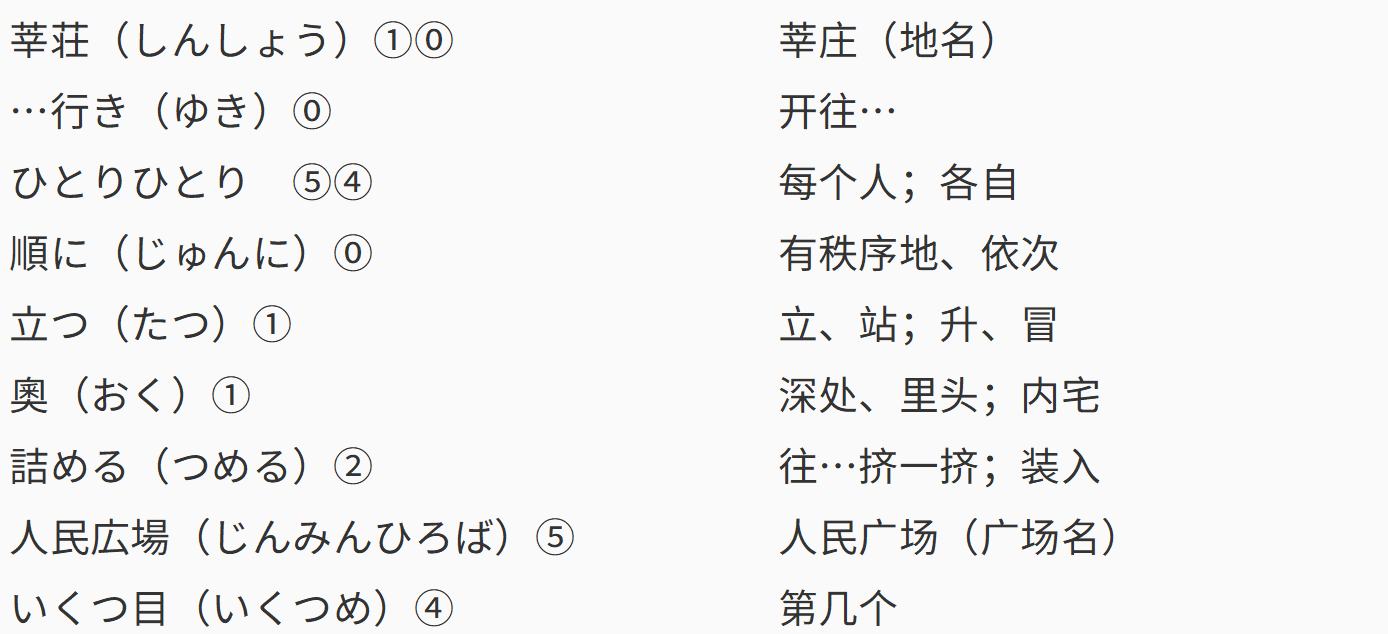 莘荘（しんしょう）①⓪ 莘庄（地名）
…行き（ゆき）⓪ 开往…
ひとりひとり　⑤④ 每个人；各自
順に（じゅんに）⓪ 有秩序地、依次
立つ（たつ）① 立、站；升、冒
奥（おく）① 深处、里头；内宅
詰める（つめる）② 往…挤一挤；装入
人民広場（じんみんひろば）⑤ 人民广场（广场名）
いくつ目（いくつめ）④ 第几个